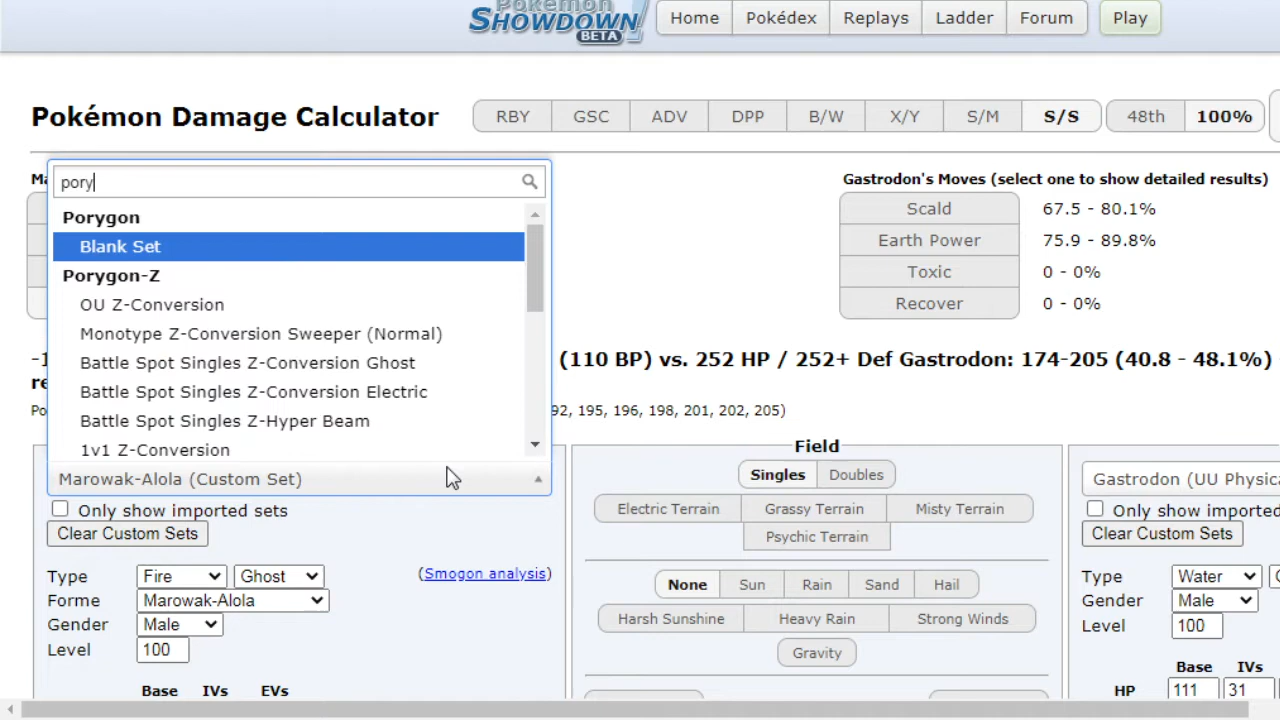 Pokémon
SHOWDOWN
BETA
Home Pokédex Replays Ladder Forum Play
Pokémon Damage Calculator
RBY GSC ADV DPP B/W X/Y S/M S/S 48th 100%
pory
Porygon
Blank Set
Porygon-Z
OU Z-Conversion
Monotype Z-Conversion Sweeper (Normal)
Battle Spot Singles Z-Conversion Ghost
Battle Spot Singles Z-Conversion Electric
Battle Spot Singles Z-Hyper Beam
1v1 Z-Conversion
Marowak-Alola (Custom Set)
Gastrodon's Moves (select one to show detailed results)
Scald 67.5 - 80.1%
Earth Power 75.9 - 89.8%
Toxic 0 - 0%
Recover 0 - 0%
(110 BP) vs. 252 HP / 252+ Def Gastrodon: 174-205 (40.8 - 48.1%)
92, 195, 196, 198, 201, 202, 205)
Only show imported sets
Clear Custom Sets
Type Fire Ghost (Smogon analysis)
Forme Marowak-Alola
Gender Male
Level 100
Base IVs EVs
Field
Singles Doubles
Electric Terrain Grassy Terrain Misty Terrain
Psychic Terrain
None Sun Rain Sand Hail
Harsh Sunshine Heavy Rain Strong Winds
Gravity
Gastrodon (UU Physica
Only show imported
Clear Custom Sets
Type Water
Gender Male
Level 100
Base IVs
HP 111 31